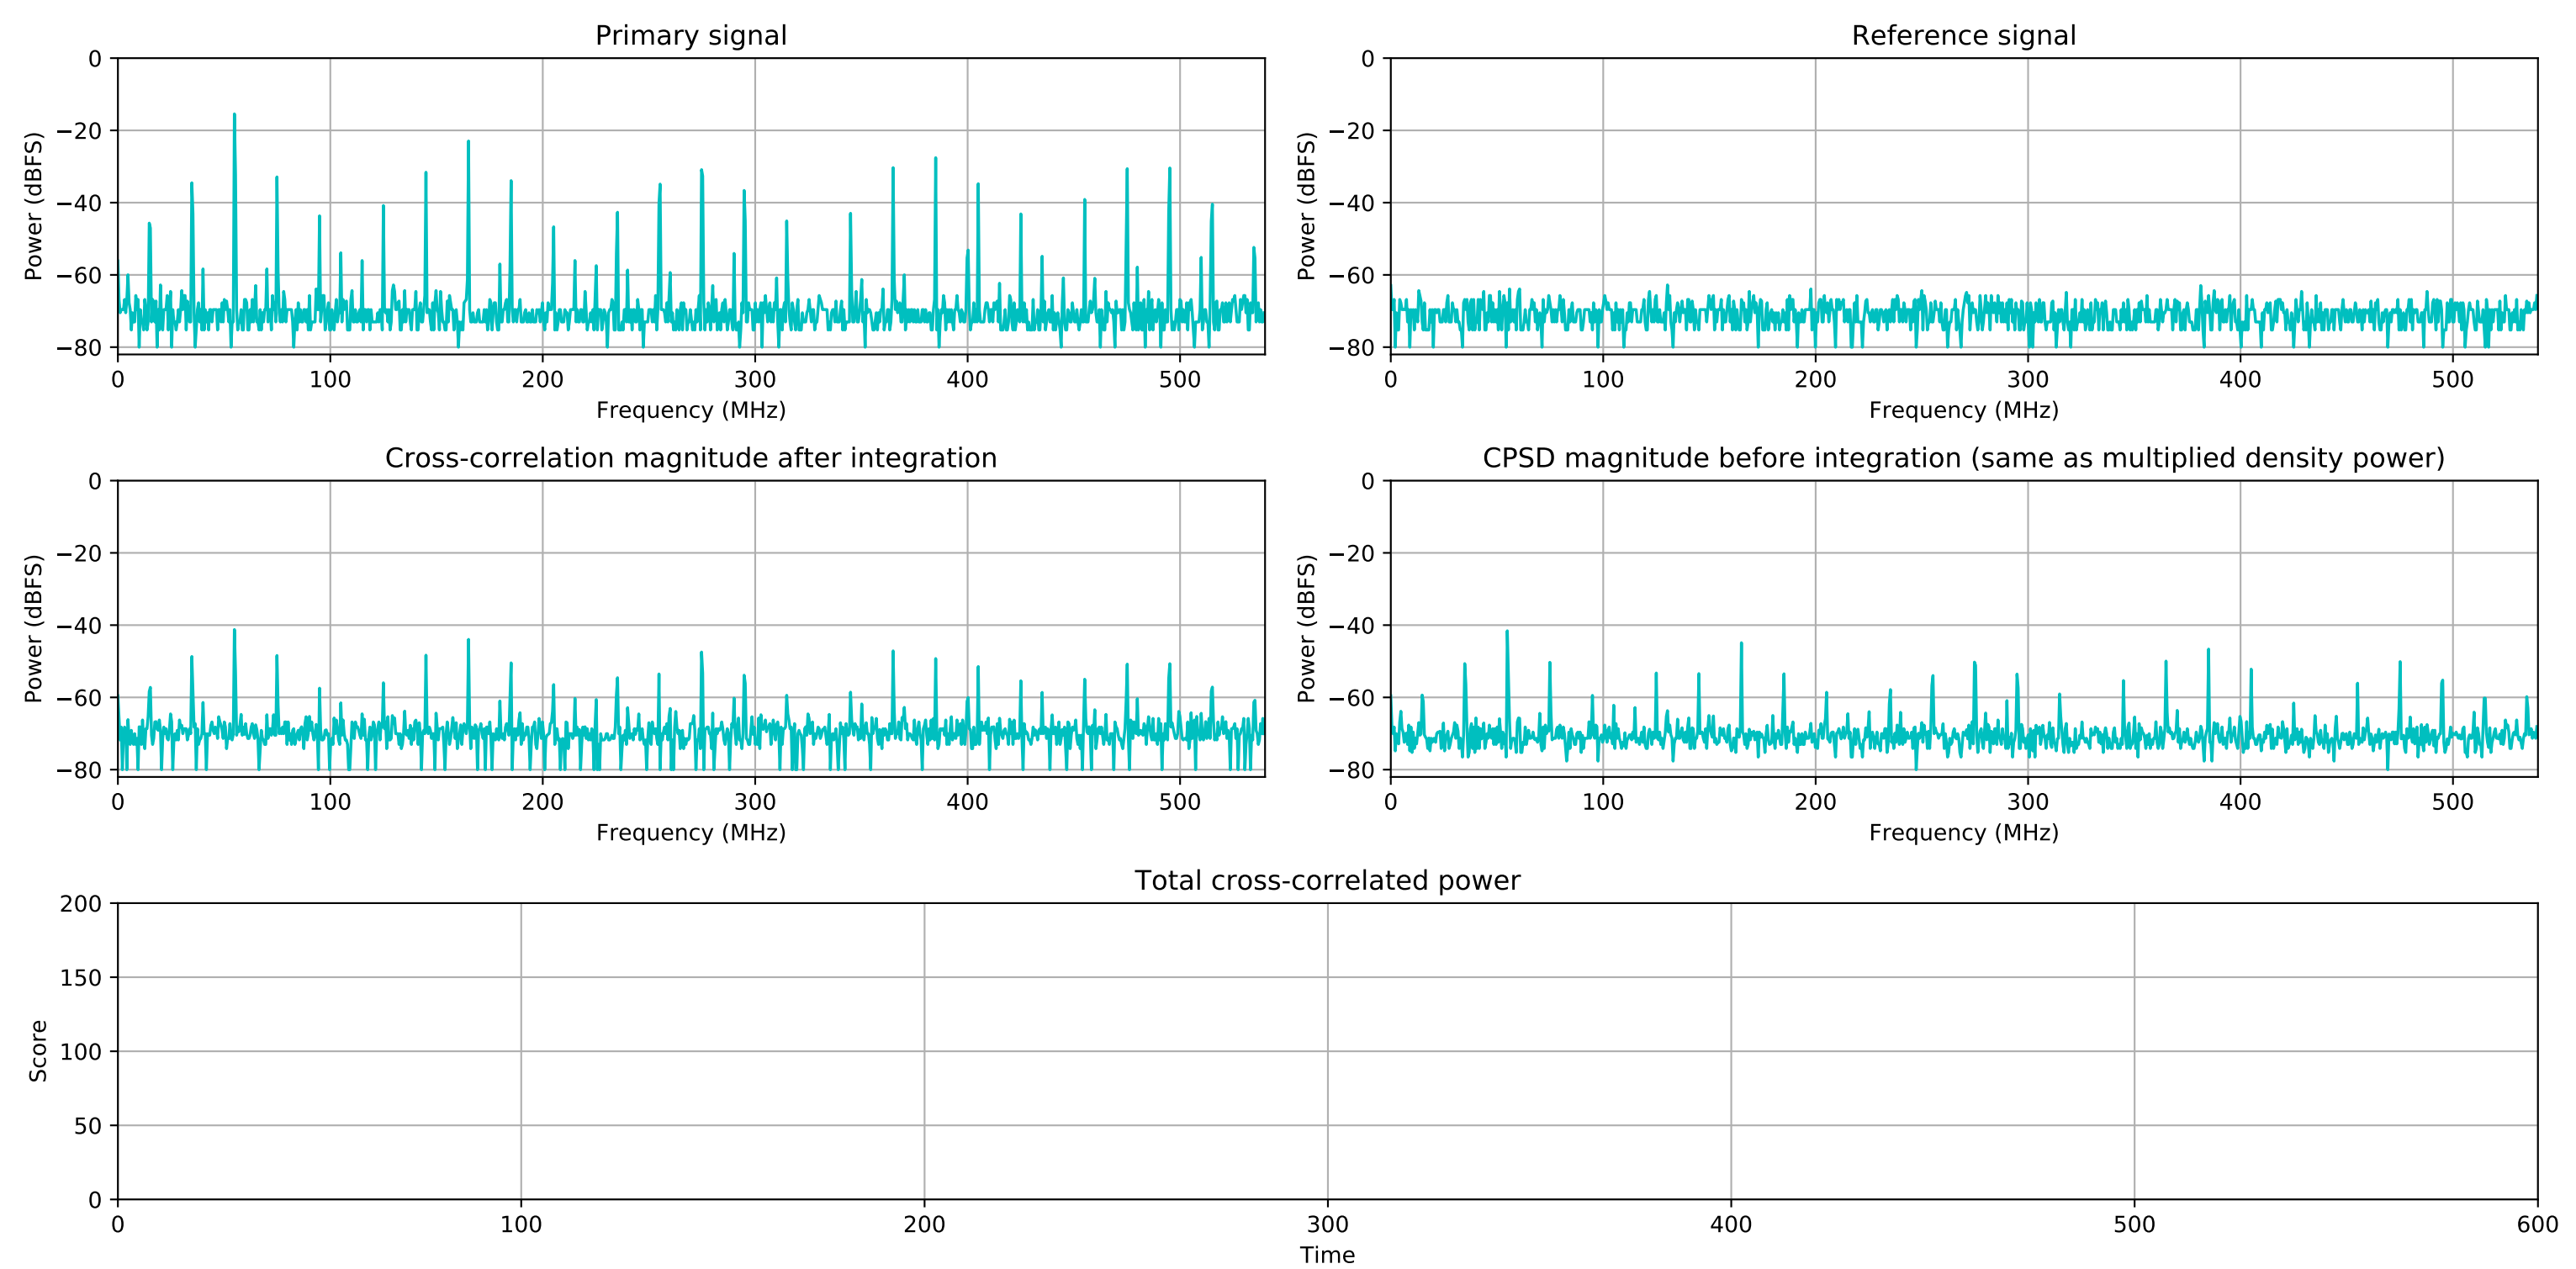 Primary signal
0
−20
−40
−60
−80
Power (dBFS)
0 100 200 300 400 500
Frequency (MHz)
Reference signal
0
−20
−40
−60
−80
Power (dBFS)
0 100 200 300 400 500
Frequency (MHz)
Cross-correlation magnitude after integration
0
−20
−40
−60
−80
Power (dBFS)
0 100 200 300 400 500
Frequency (MHz)
CPSD magnitude before integration (same as multiplied density power)
0
−20
−40
−60
−80
Power (dBFS)
0 100 200 300 400 500
Frequency (MHz)
Total cross-correlated power
200
150
100
50
0
Score
0 100 200 300 400 500 600
Time